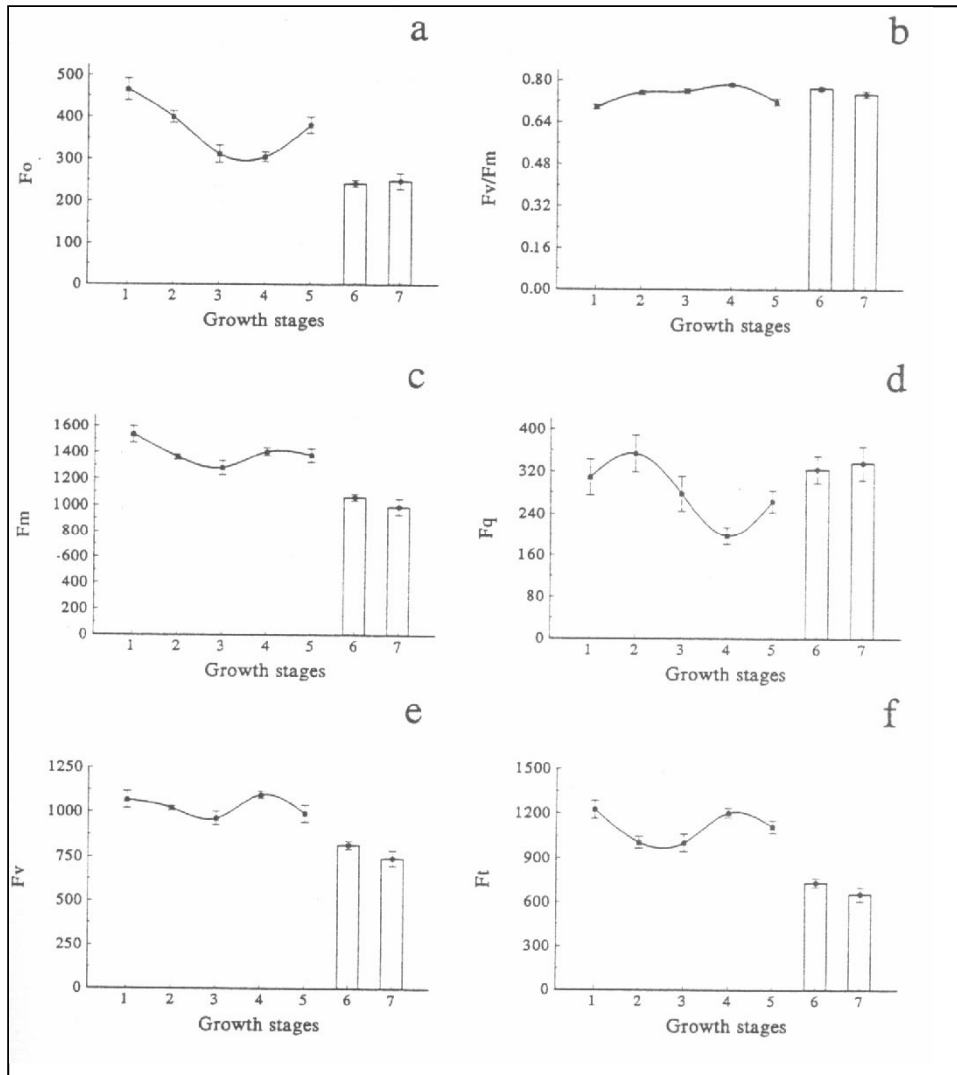 a
500
400
300
200
100
0
Fo
1 2 3 4 5 6 7
Growth stages
b
0.80
0.64
0.48
0.32
0.16
0.00
Fv/Fm
1 2 3 4 5 6 7
Growth stages
c
1600
1400
1200
1000
800
-600
400
200
0
Fm
1 2 3 4 5 6 7
Growth stages
d
400
320
240
160
80
0
Fq
1 2 3 4 5 6 7
Growth stages
e
1250
1000
750
500
250
0
Fv
1 2 3 4 5 6 7
Growth stages
f
1500
1200
900
600
300
0
Ft
1 2 3 4 5 6 7
Growth stages